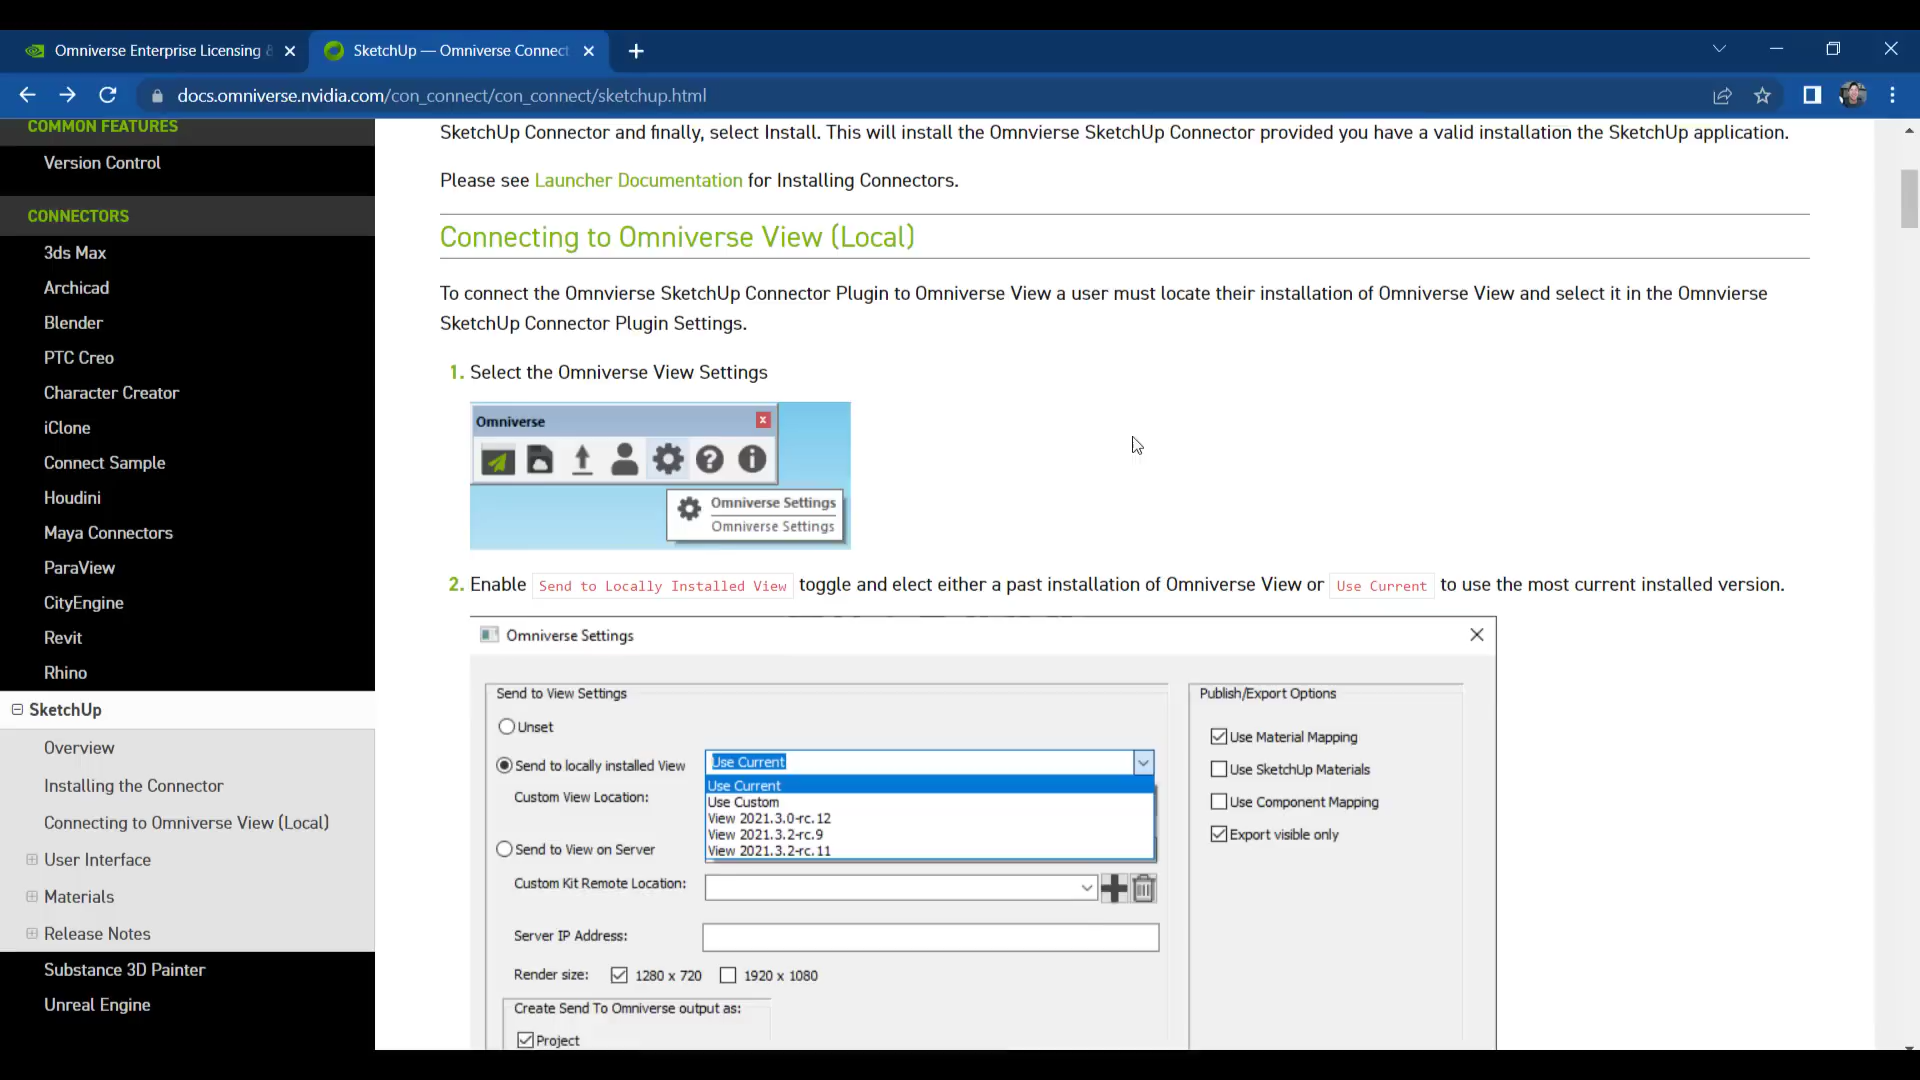 Omniverse Enterprise Licensing &
SketchUp — Omniverse Connect
docs.omniverse.nvidia.com/con_connect/con_connect/sketchup.html
COMMON FEATURES
Version Control
CONNECTORS
3ds Max
Archicad
Blender
PTC Creo
Character Creator
iClone
Connect Sample
Houdini
Maya Connectors
ParaView
CityEngine
Revit
Rhino
SketchUp
Overview
Installing the Connector
Connecting to Omniverse View (Local)
User Interface
Materials
Release Notes
Substance 3D Painter
Unreal Engine
SketchUp Connector and finally, select Install. This will install the Omnvierse SketchUp Connector provided you have a valid installation the SketchUp application.
Please see Launcher Documentation for Installing Connectors.
Connecting to Omniverse View (Local)
To connect the Omnvierse SketchUp Connector Plugin to Omniverse View a user must locate their installation of Omniverse View and select it in the Omnvierse
SketchUp Connector Plugin Settings.
1. Select the Omniverse View Settings
Omniverse
Omniverse Settings
Omniverse Settings
2. Enable Send to Locally Installed View toggle and elect either a past installation of Omniverse View or Use Current to use the most current installed version.
Omniverse Settings
Send to View Settings
Unset
Send to locally installed View
Use Current
Use Current
Use Custom
View 2021.3.0-rc.12
View 2021.3.2-rc.9
View 2021.3.2-rc.11
Custom View Location:
Send to View on Server
Custom Kit Remote Location:
Server IP Address:
Render size: 1280 x 720 1920 x 1080
Create Send To Omniverse output as:
Project
Publish/Export Options
Use Material Mapping
Use SketchUp Materials
Use Component Mapping
Export visible only